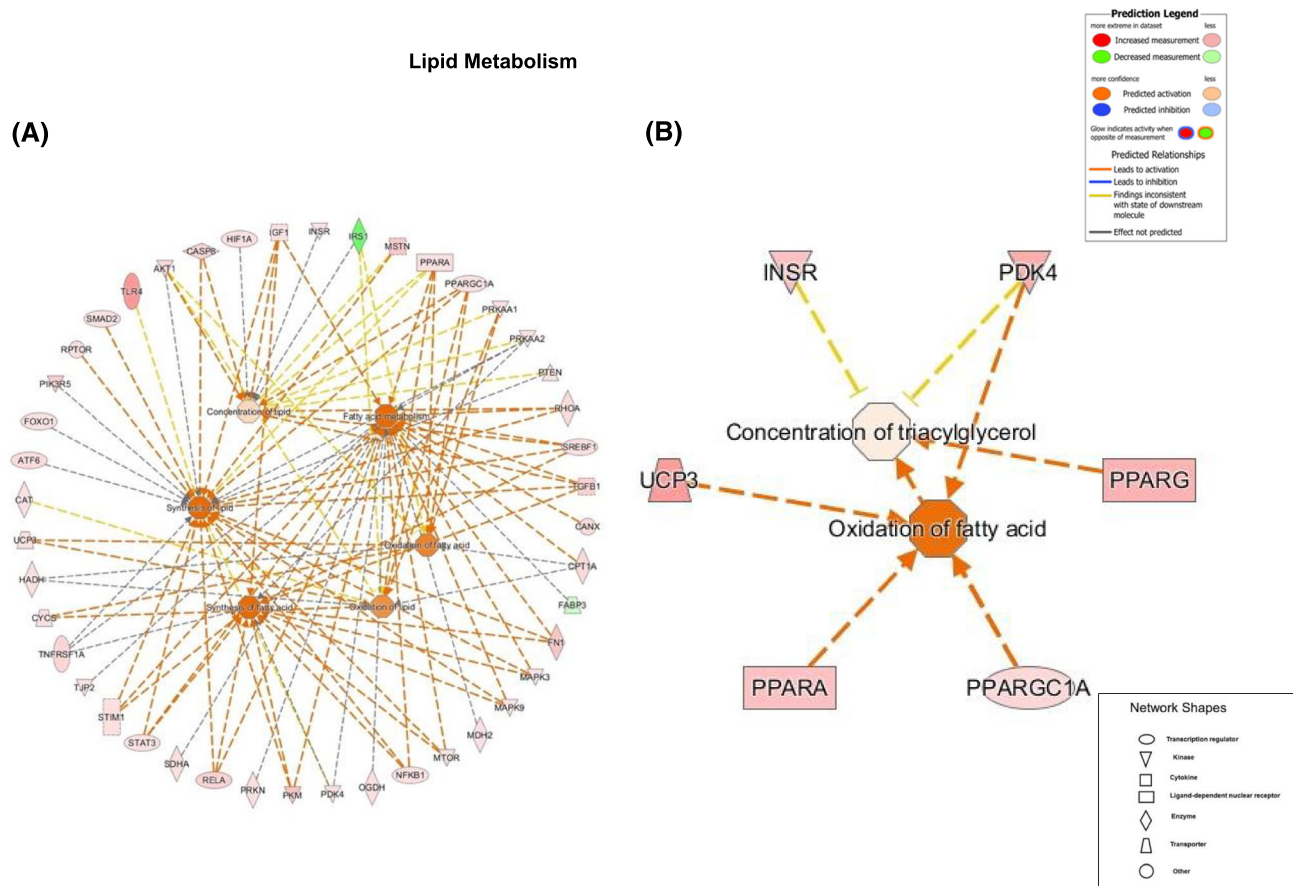 Lipid Metabolism
Prediction Legend
more extreme in dataset less
Increased measurement
Decreased measurement
more confidence less
Predicted activation
Predicted inhibition
Glow indicates activity when
opposite of measurement
Predicted Relationships
Leads to activation
Leads to inhibition
Findings inconsistent
with state of downstream
molecule
Effect not predicted
(A)
IGF1
INSR
IRS1
MSTN
PPARA
PPARGC1A
PRKAA1
PRKAA2
PTEN
RHOA
SREBF1
TGFB1
CANX
CPT1A
FABP3
FN1
MAPK3
MAPK9
MDH2
MTOR
NFKB1
OGDH
PDK4
PKM
PRKN
RELA
SDHA
STAT3
STIM1
TJP2
TNFRSF1A
CYCS
HADH
UCP3
CAT
ATF6
FOXO1
PIK3R5
RPTOR
SMAD2
TLR4
AKT1
CASP8
HIF1A
Concentration of lipid
Fatty acid metabolism
Synthesis of lipid
Oxidation of fatty acid
Synthesis of fatty acid
Oxidation of lipid
(B)
INSR
PDK4
Concentration of triacylglycerol
UCP3
PPARG
Oxidation of fatty acid
PPARA
PPARGC1A
Network Shapes
Transcription regulator
Kinase
Cytokine
Ligand-dependent nuclear receptor
Enzyme
Transporter
Other